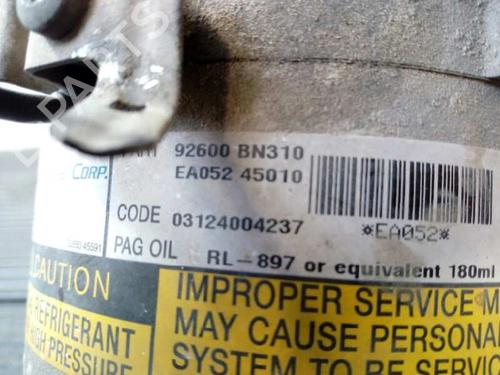 PART 92600 BN310
CORP. EA052 45010
CODE 03124004237
*EA052*
PAG OIL RL-897 or equivalent 180ml
CAUTION
REFRIGERANT
HIGH PRESSURE
IMPROPER SERVICE
MAY CAUSE PERSONAL
SYSTEM TO BE